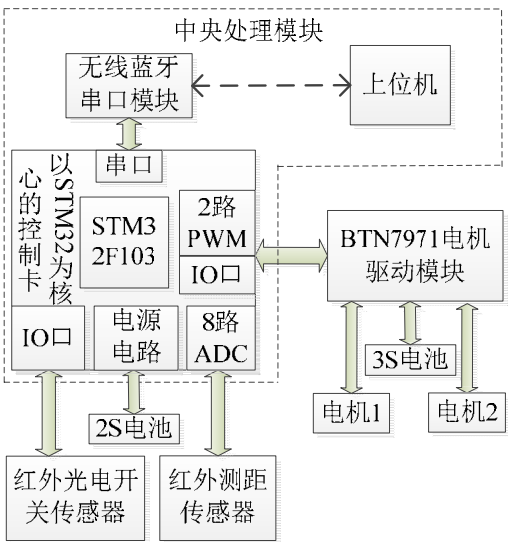 中央处理模块
无线蓝牙
串口模块
上位机
串口
以STM32为核
心的控制卡
STM3
2F103
2路
PWM
IO口
BTN7971电机
驱动模块
IO口
电源
电路
8路
ADC
3S电池
电机1
电机2
2S电池
红外光电开
关传感器
红外测距
传感器